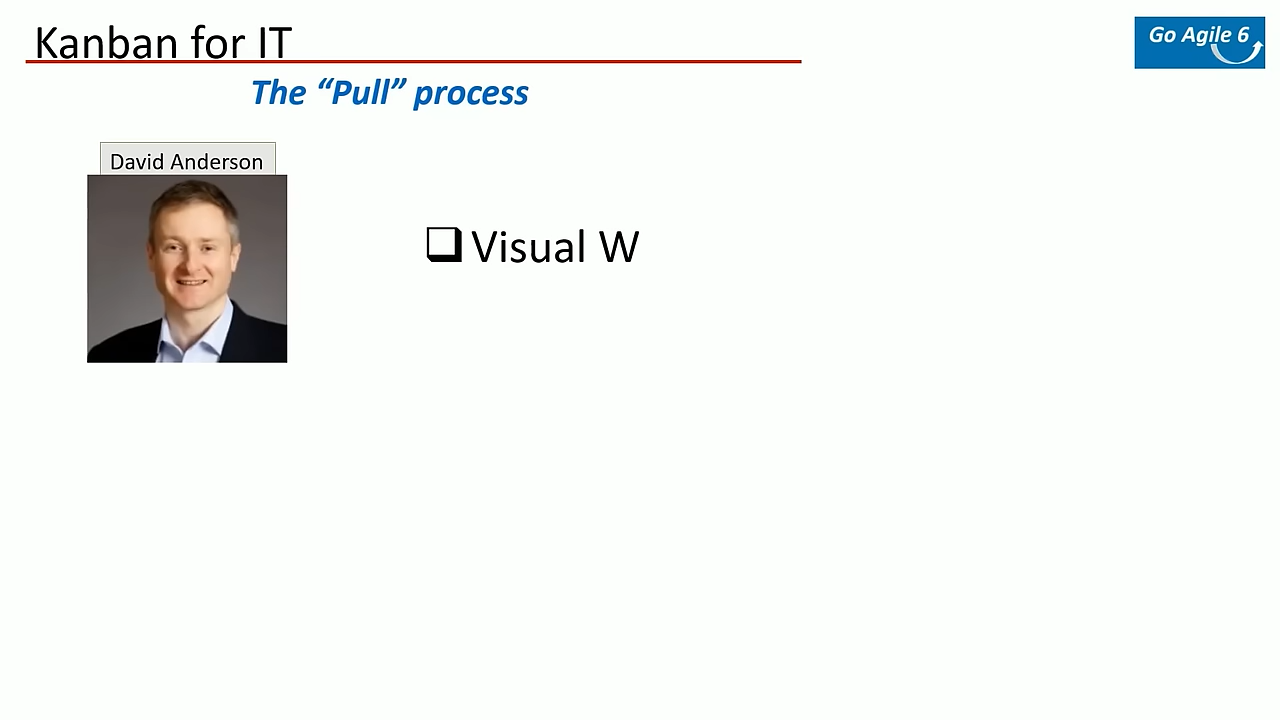 Kanban for IT
Go Agile 6
The “Pull” process
David Anderson
Visual W